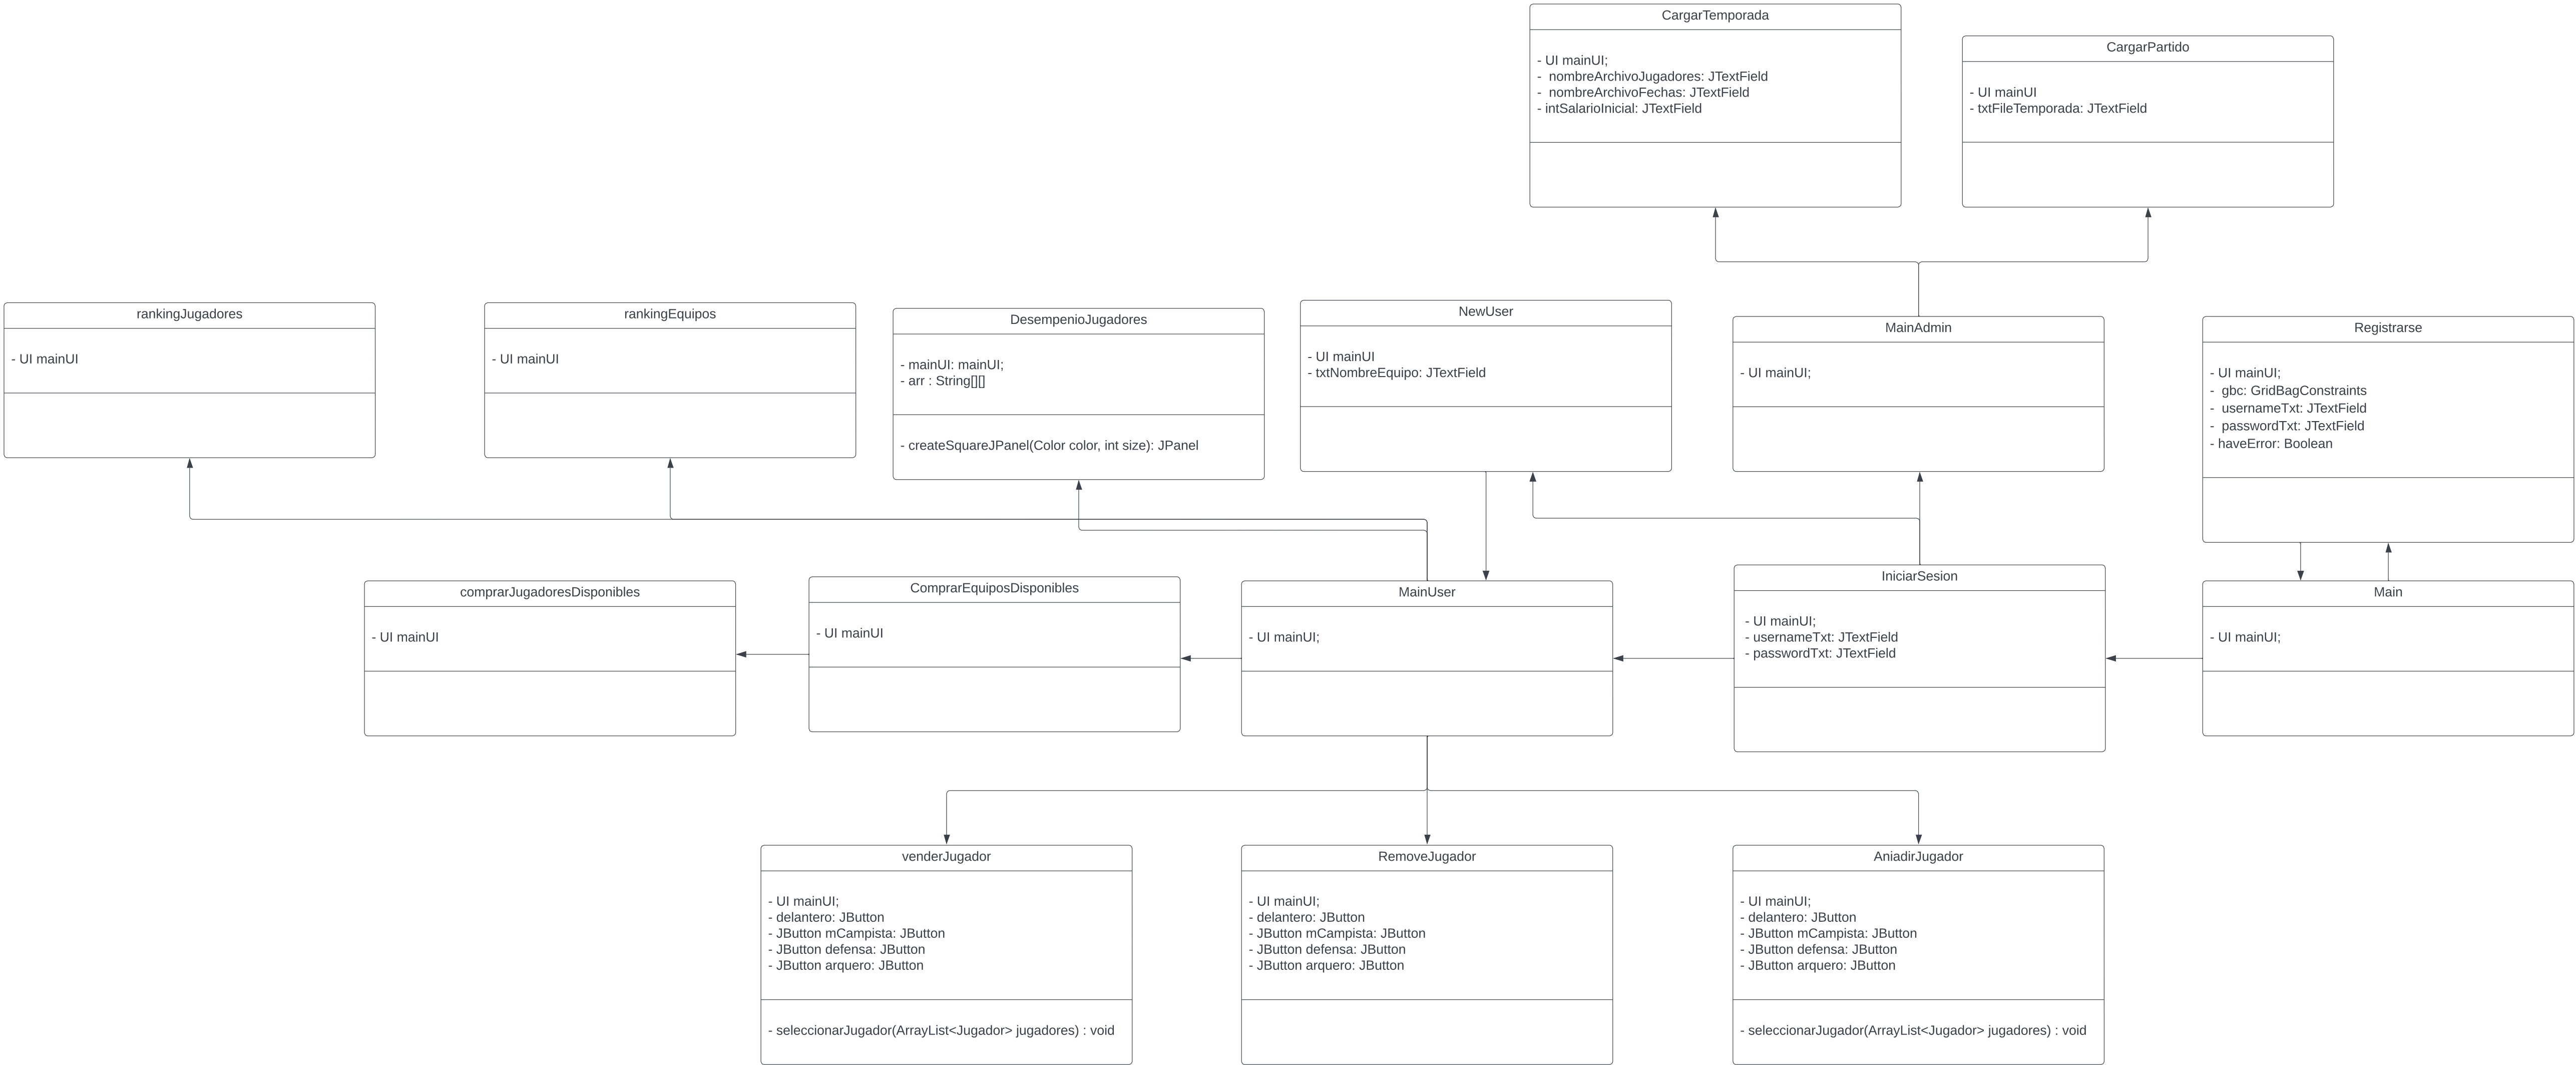 CargarTemporada
- UI mainUI;
-  nombreArchivoJugadores: JTextField
-  nombreArchivoFechas: JTextField
- intSalarioInicial: JTextField
CargarPartido
- UI mainUI
- txtFileTemporada: JTextField
rankingJugadores
- UI mainUI
rankingEquipos
- UI mainUI
DesempenioJugadores
- mainUI: mainUI;
- arr : String[][]
- createSquareJPanel(Color color, int size): JPanel
NewUser
- UI mainUI
- txtNombreEquipo: JTextField
MainAdmin
- UI mainUI;
Registrarse
- UI mainUI;
-  gbc: GridBagConstraints
-  usernameTxt: JTextField
-  passwordTxt: JTextField
- haveError: Boolean
comprarJugadoresDisponibles
- UI mainUI
ComprarEquiposDisponibles
- UI mainUI
MainUser
- UI mainUI;
IniciarSesion
- UI mainUI;
- usernameTxt: JTextField
- passwordTxt: JTextField
Main
- UI mainUI;
venderJugador
- UI mainUI;
- delantero: JButton
- JButton mCampista: JButton
- JButton defensa: JButton
- JButton arquero: JButton
- seleccionarJugador(ArrayList<Jugador> jugadores) : void
RemoveJugador
- UI mainUI;
- delantero: JButton
- JButton mCampista: JButton
- JButton defensa: JButton
- JButton arquero: JButton
AniadirJugador
- UI mainUI;
- delantero: JButton
- JButton mCampista: JButton
- JButton defensa: JButton
- JButton arquero: JButton
- seleccionarJugador(ArrayList<Jugador> jugadores) : void